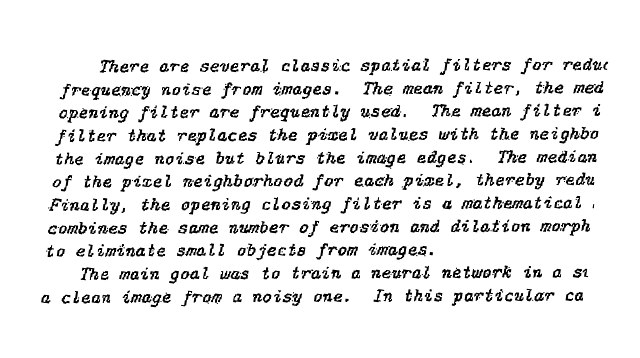 There are several classic spatial filters for reduc
frequency noise from images. The mean filter, the med
opening filter are frequently used. The mean filter i
filter that replaces the pixel values with the neighbo
the image noise but blurs the image edges. The median
of the pixel neighborhood for each pixel, thereby redu
Finally, the opening closing filter is a mathematical
combines the same number of erosion and dilation morph
to eliminate small objects from images.
The main goal was to train a neural network in a
a clean image from a noisy one. In this particular ca